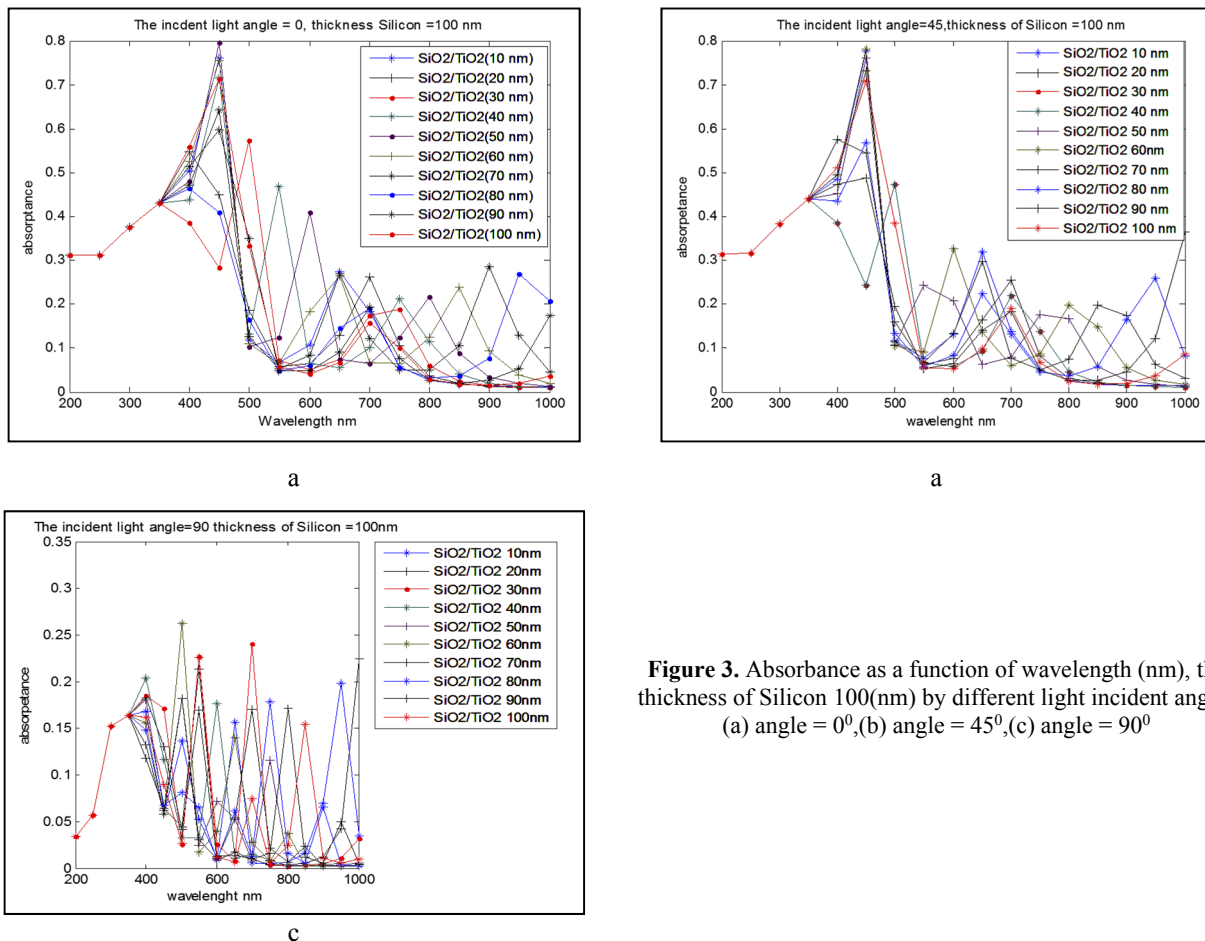 The incdent light angle = 0, thickness Silicon =100 nm
absorptance
0.8
0.7
0.6
0.5
0.4
0.3
0.2
0.1
0
200 300 400 500 600 700 800 900 1000
Wavelength nm
SiO2/TiO2(10 nm)
SiO2/TiO2(20 nm)
SiO2/TiO2(30 nm)
SiO2/TiO2(40 nm)
SiO2/TiO2(50 nm)
SiO2/TiO2(60 nm)
SiO2/TiO2(70 nm)
SiO2/TiO2(80 nm)
SiO2/TiO2(90 nm)
SiO2/TiO2(100 nm)
a
The incident light angle=45,thickness of Silicon =100 nm
absorpetance
0.8
0.7
0.6
0.5
0.4
0.3
0.2
0.1
0
200 300 400 500 600 700 800 900 1000
wavelenght nm
SiO2/TiO2 10 nm
SiO2/TiO2 20 nm
SiO2/TiO2 30 nm
SiO2/TiO2 40 nm
SiO2/TiO2 50 nm
SiO2/TiO2 60nm
SiO2/TiO2 70 nm
SiO2/TiO2 80 nm
SiO2/TiO2 90 nm
SiO2/TiO2 100 nm
a
The incident light angle=90 thickness of Silicon =100nm
absorpetance
0.35
0.3
0.25
0.2
0.15
0.1
0.05
0
200 400 600 800 1000
wavelenght nm
SiO2/TiO2 10nm
SiO2/TiO2 20nm
SiO2/TiO2 30nm
SiO2/TiO2 40nm
SiO2/TiO2 50nm
SiO2/TiO2 60nm
SiO2/TiO2 70nm
SiO2/TiO2 80nm
SiO2/TiO2 90nm
SiO2/TiO2 100nm
c
Figure 3. Absorbance as a function of wavelength (nm), th
thickness of Silicon 100(nm) by different light incident ang
(a) angle = 0⁰,(b) angle = 45⁰,(c) angle = 90⁰